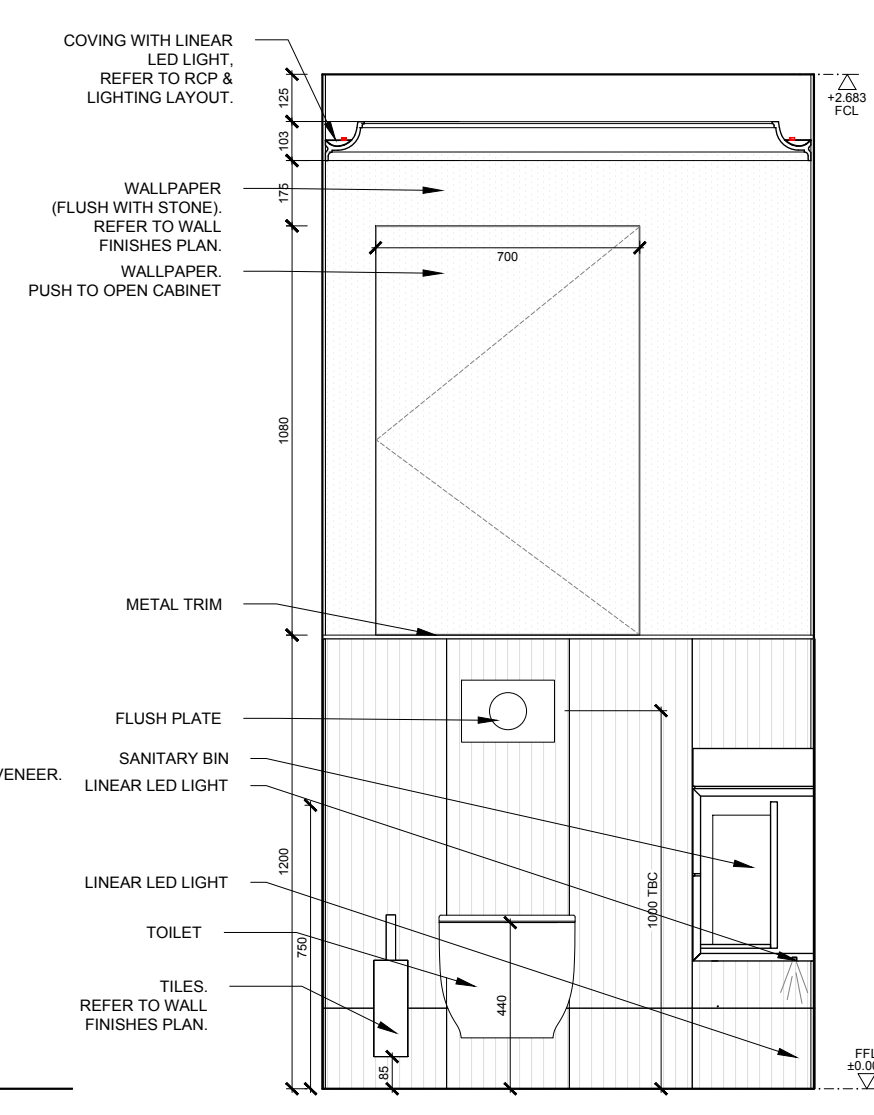 COVING WITH LINEAR
LED LIGHT,
REFER TO RCP &
LIGHTING LAYOUT.
125
+2.683
FCL
103
WALLPAPER
(FLUSH WITH STONE).
REFER TO WALL
FINISHES PLAN.
175
WALLPAPER.
PUSH TO OPEN CABINET
700
1080
METAL TRIM
FLUSH PLATE
SANITARY BIN
VENEER.
LINEAR LED LIGHT
1200
LINEAR LED LIGHT
1000 TBC
TOILET
750
TILES.
REFER TO WALL
FINISHES PLAN.
440
85
FFL
±0.00